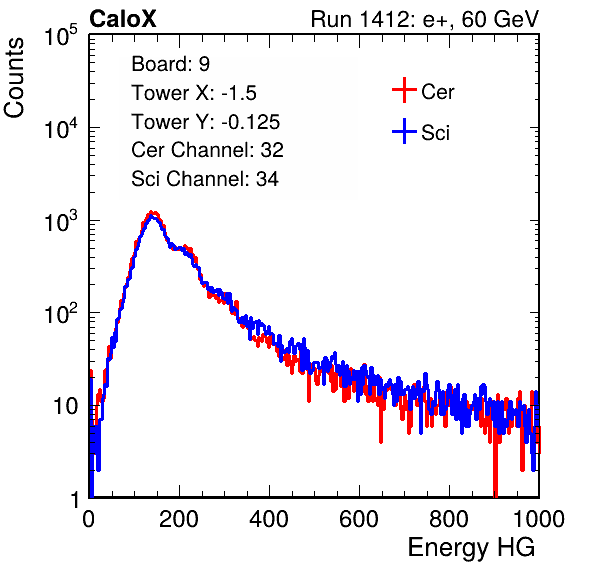 CaloX Run 1412: e+, 60 GeV
Counts
Board: 9
Tower X: -1.5
Tower Y: -0.125
Cer Channel: 32
Sci Channel: 34
Cer
Sci
10^5
10^4
10^3
10^2
10
1
0 200 400 600 800 1000
Energy HG